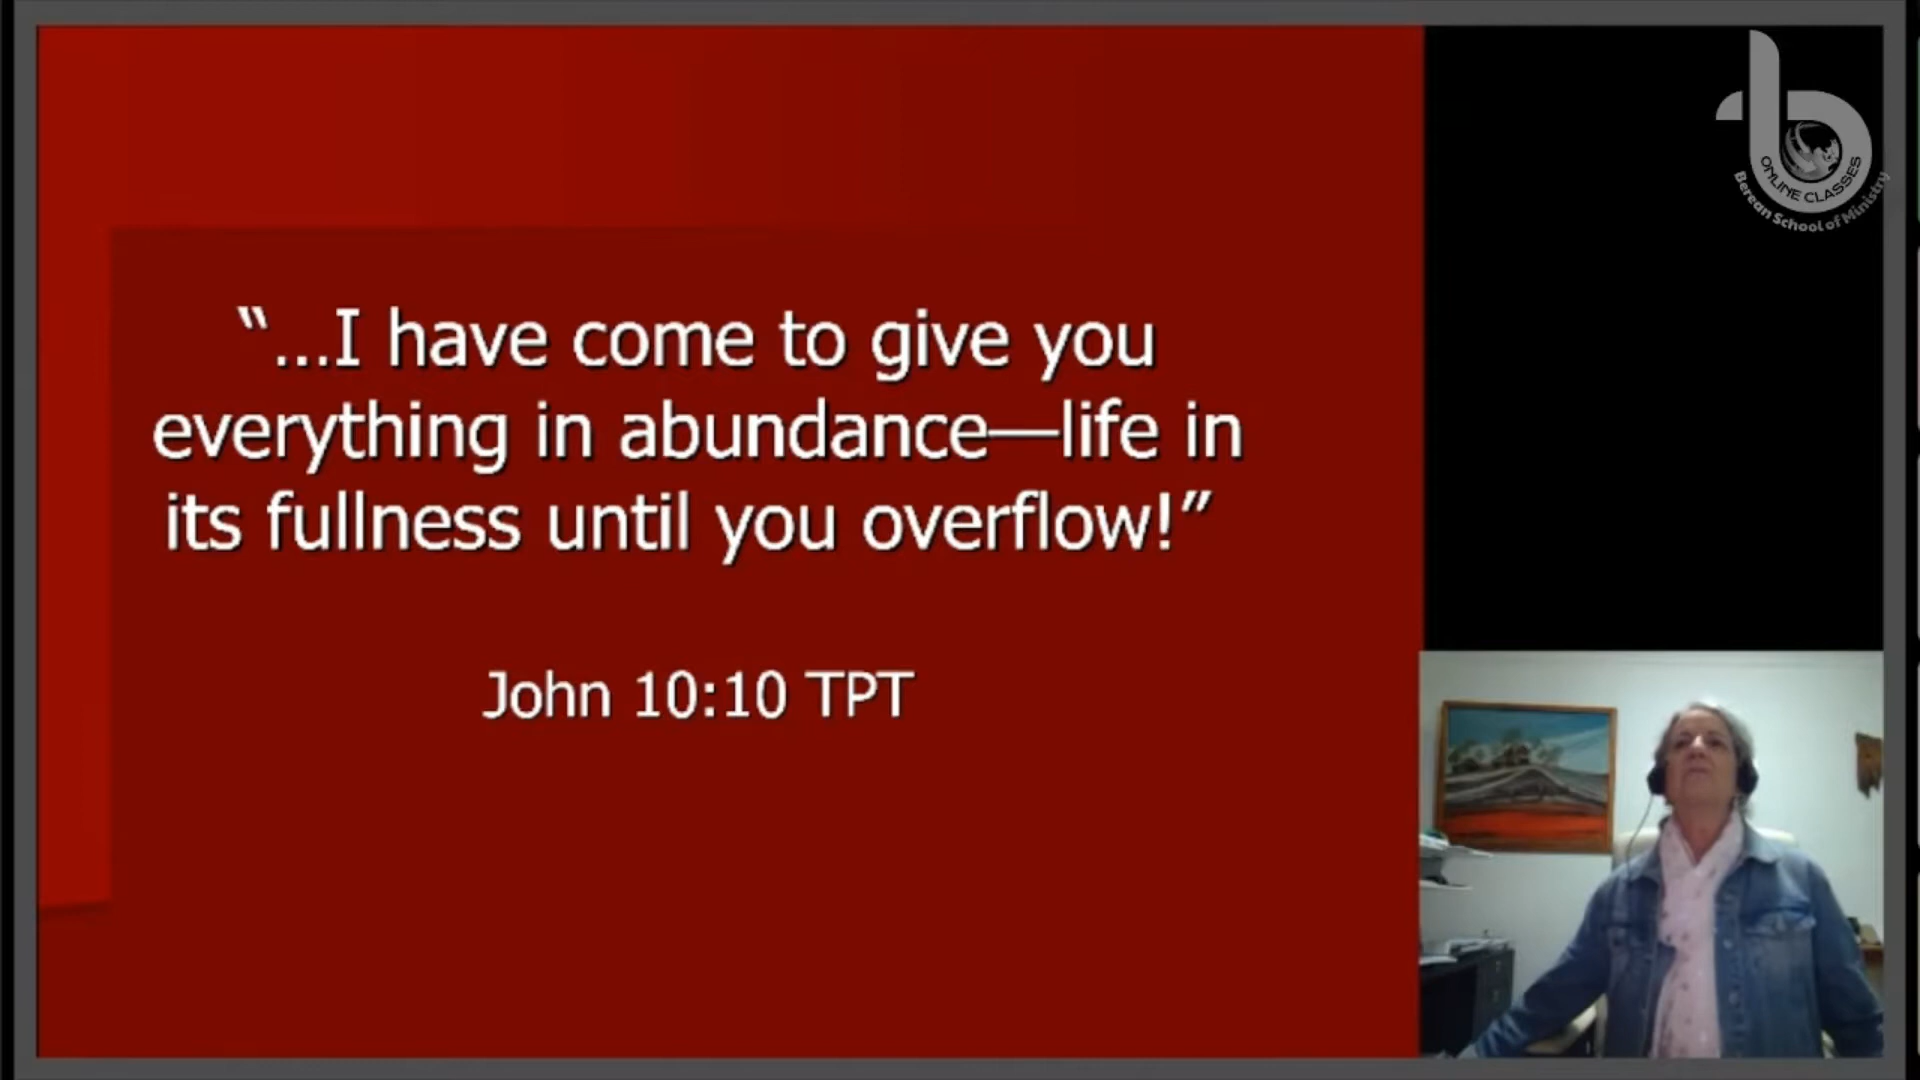 “…I have come to give you
everything in abundance—life in
its fullness until you overflow!”
John 10:10 TPT
ONLINE CLASSES
Berean School of Ministry